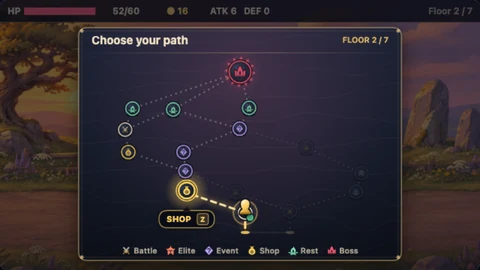 HP 52/60 16 ATK 6 DEF 0 Floor 2 / 7
Choose your path FLOOR 2 / 7
SHOP Z
Battle Elite Event Shop Rest Boss